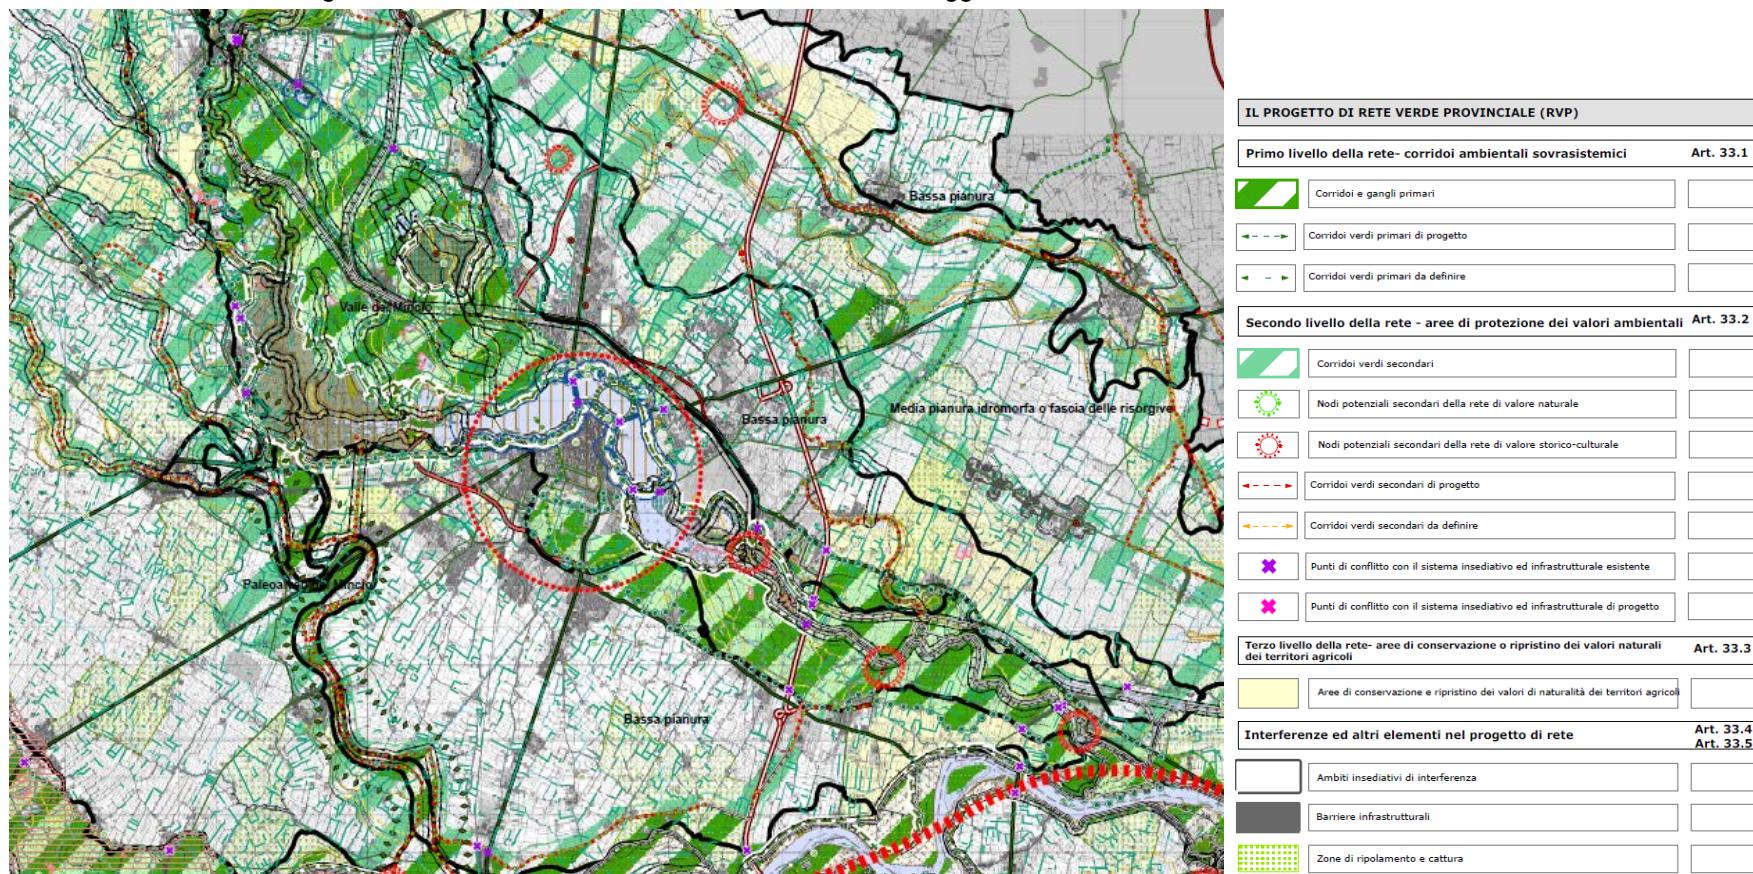 Bassa pianura
Valle del Mincio
Media pianura idromorfa o fascia delle risorgive
Bassa pianura
Bassa pianura
IL PROGETTO DI RETE VERDE PROVINCIALE (RVP)
Primo livello della rete- corridoi ambientali sovrasistemici Art. 33.1
Corridoi e gangli primari
Corridoi verdi primari di progetto
Corridoi verdi primari da definire
Secondo livello della rete - aree di protezione dei valori ambientali Art. 33.2
Corridoi verdi secondari
Nodi potenziali secondari della rete di valore naturale
Nodi potenziali secondari della rete di valore storico-culturale
Corridoi verdi secondari di progetto
Corridoi verdi secondari da definire
Punti di conflitto con il sistema insediativo ed infrastrutturale esistente
Punti di conflitto con il sistema insediativo ed infrastrutturale di progetto
Terzo livello della rete- aree di conservazione o ripristino dei valori naturali
dei territori agricoli Art. 33.3
Aree di conservazione e ripristino dei valori di naturalità dei territori agricoli
Interferenze ed altri elementi nel progetto di rete Art. 33.4
Art. 33.5
Ambiti insediativi di interferenza
Barriere infrastrutturali
Zone di ripolamento e cattura